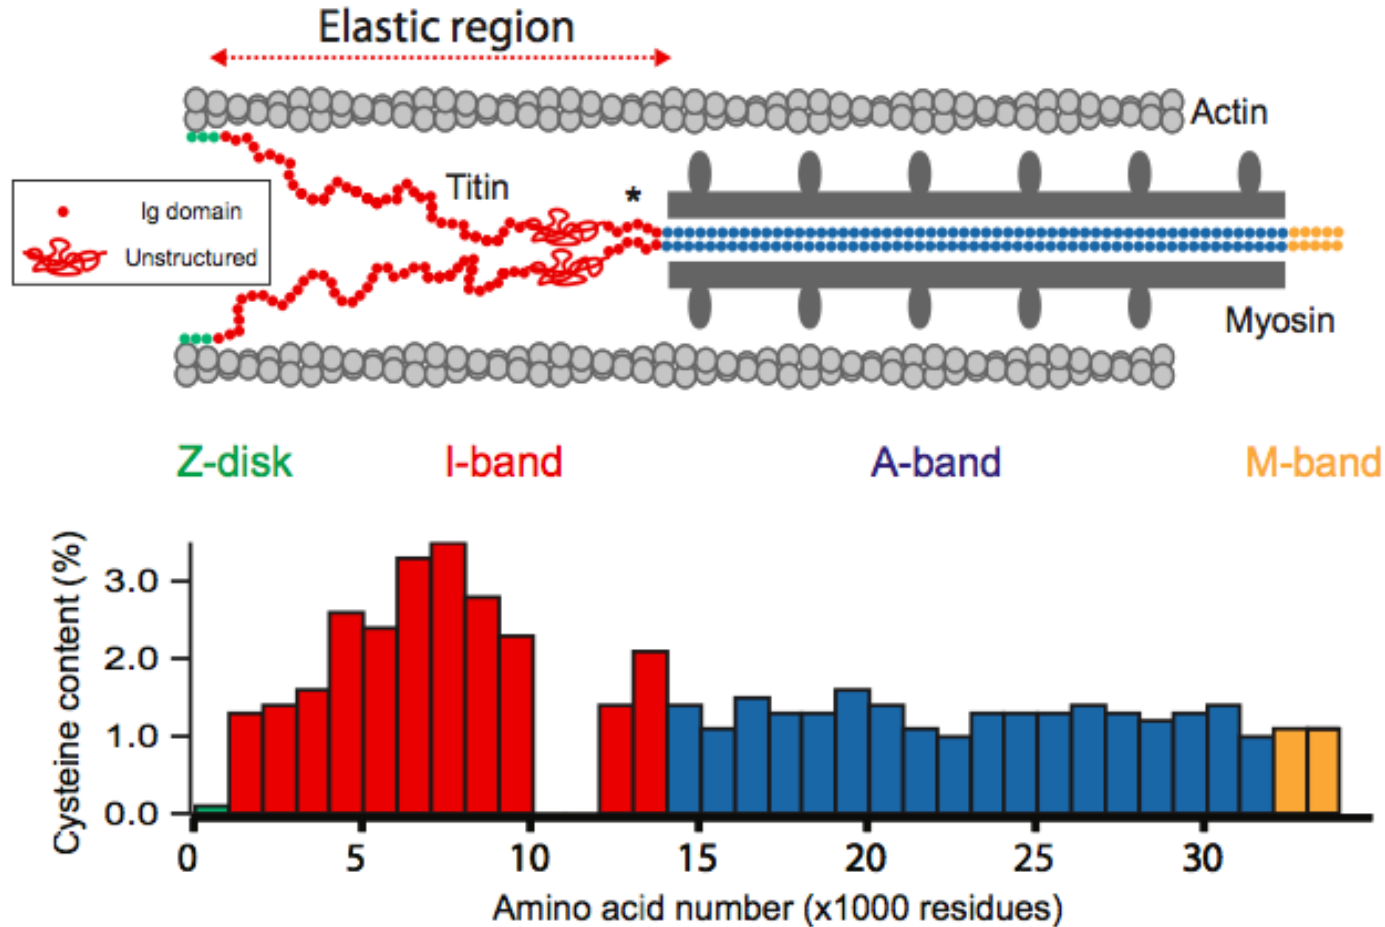 Elastic region
Actin
Titin
*
Ig domain
Unstructured
Myosin
Z-disk
I-band
A-band
M-band
Cysteine content (%)
3.0
2.0
1.0
0.0
0 5 10 15 20 25 30
Amino acid number (x1000 residues)